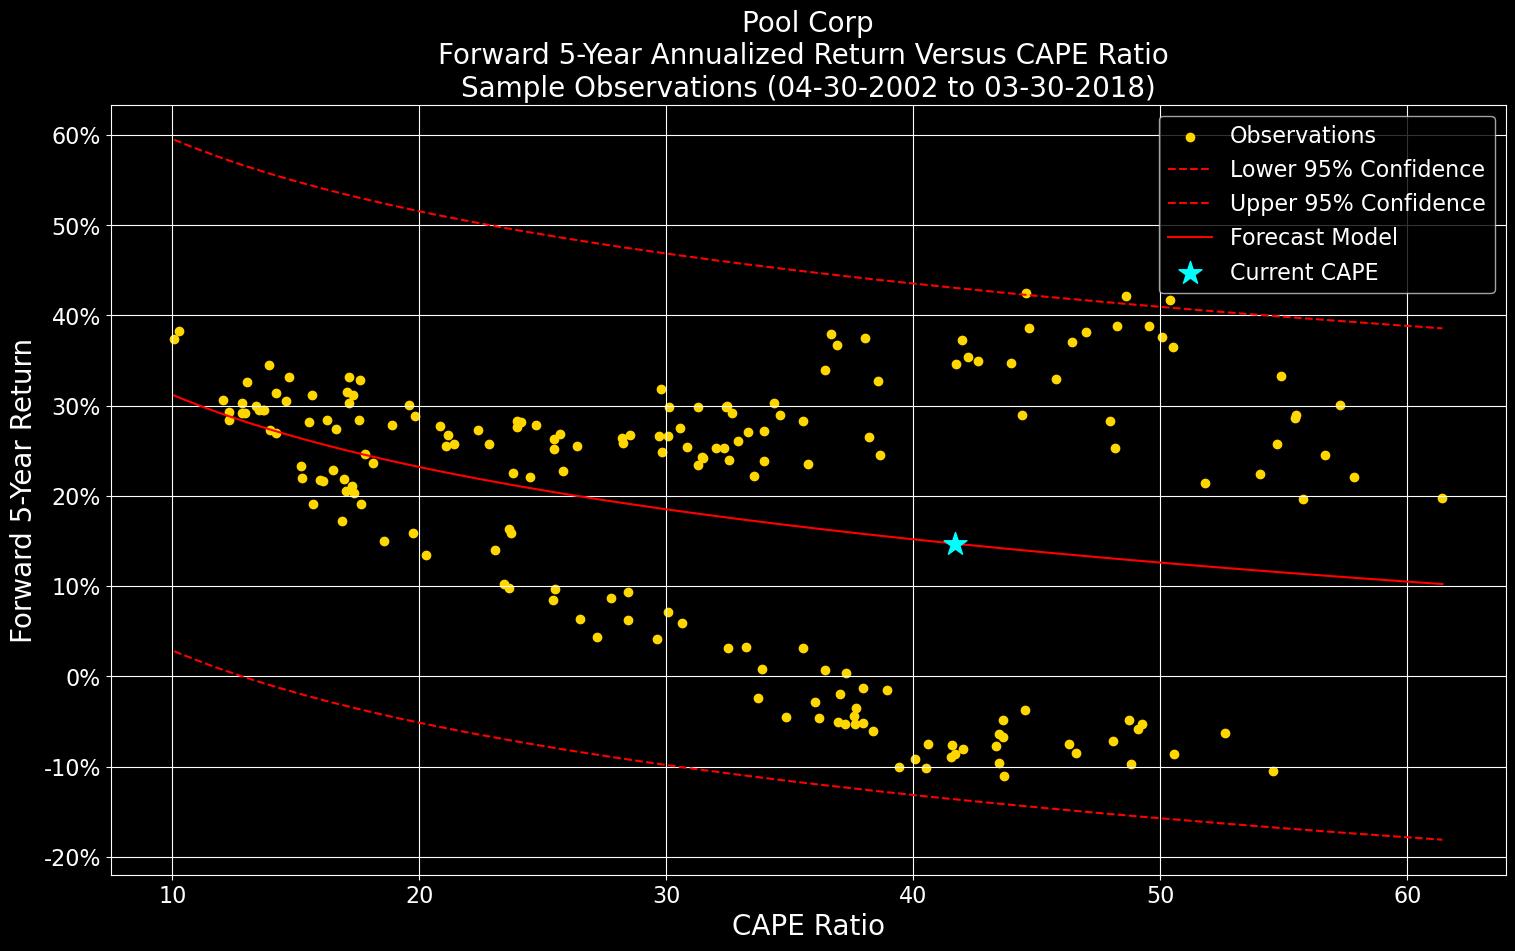 Pool Corp
Forward 5-Year Annualized Return Versus CAPE Ratio
Sample Observations (04-30-2002 to 03-30-2018)
Observations
Lower 95% Confidence
Upper 95% Confidence
Forecast Model
Current CAPE
Forward 5-Year Return
60%
50%
40%
30%
20%
10%
0%
-10%
-20%
10 20 30 40 50 60
CAPE Ratio